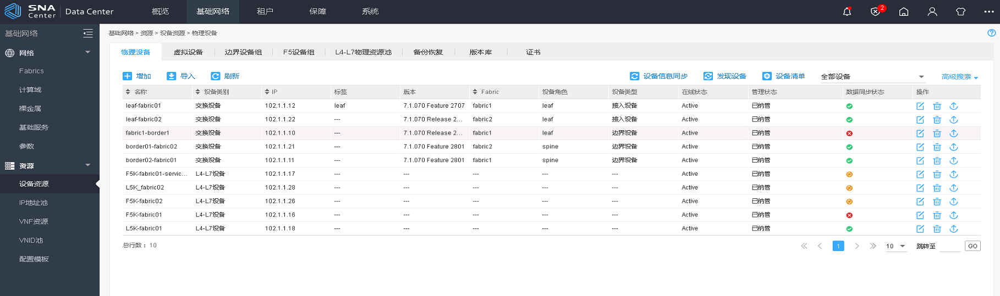 SNA Center Data Center 概览 基础网络 租户 保障 系统 2
基础网络
基础网络 > 资源 > 设备资源 > 物理设备
网络
Fabrics
计算域
裸金属
基础服务
参数
资源
设备资源
IP地址池
VNF资源
VNID池
配置模板
物理设备 虚拟设备 边界设备组 F5设备组 L4-L7物理资源池 备份恢复 版本库 证书
增加 导入 刷新 设备信息同步 发现设备 设备清单 全部设备 高级搜索
名称 设备类别 IP 标签 版本 Fabric 设备角色 设备类型 在线状态 管理状态 数据同步状态 操作
leaf-fabric01 交换设备 102.1.1.12 leaf 7.1.070 Feature 2707 fabric1 leaf 接入设备 Active 已纳管
leaf-fabric02 交换设备 102.1.1.22 --- 7.1.070 Release 2... fabric2 leaf 接入设备 Active 已纳管
fabric1-border1 交换设备 102.1.1.10 --- 7.1.070 Release 2... fabric1 leaf 边界设备 Active 已纳管
border01-fabric02 交换设备 102.1.1.21 --- 7.1.070 Feature 2801 fabric2 spine 边界设备 Active 已纳管
border02-fabric01 交换设备 102.1.1.11 --- 7.1.070 Feature 2801 fabric1 spine 边界设备 Active 已纳管
F5K-fabric01-servic... L4-L7设备 102.1.1.17 --- --- --- --- --- Active 已纳管
L5K_fabric02 L4-L7设备 102.1.1.28 --- --- --- --- --- Active 已纳管
F5K-fabric02 L4-L7设备 102.1.1.26 --- --- --- --- --- Active 已纳管
F5K-fabric01 L4-L7设备 102.1.1.16 --- --- --- --- --- Active 已纳管
L5K-fabric01 L4-L7设备 102.1.1.18 --- --- --- --- --- Active 已纳管
总行数： 10 1 10 跳转至 GO